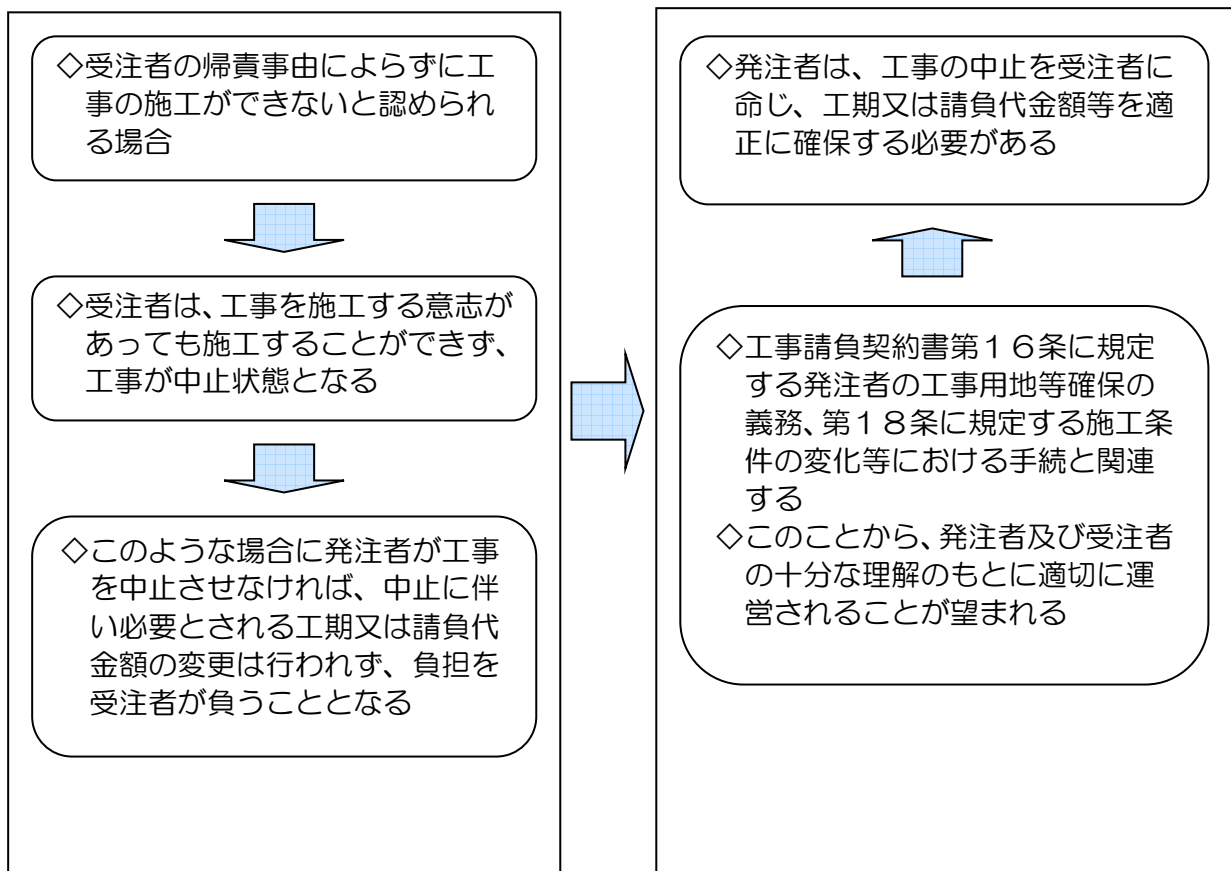 ◇受注者の帰責事由によらずに工
事の施工ができないと認められ
る場合
◇受注者は、工事を施工する意志が
あっても施工することができず、
工事が中止状態となる
◇このような場合に発注者が工事
を中止させなければ、中止に伴
い必要とされる工期又は請負代
金額の変更は行われず、負担を
受注者が負うこととなる
◇発注者は、工事の中止を受注者に
命じ、工期又は請負代金額等を適
正に確保する必要がある
◇工事請負契約書第１６条に規定
する発注者の工事用地等確保の
義務、第１８条に規定する施工条
件の変化等における手続と関連
する
◇このことから、発注者及び受注者
の十分な理解のもとに適切に運
営されることが望まれる